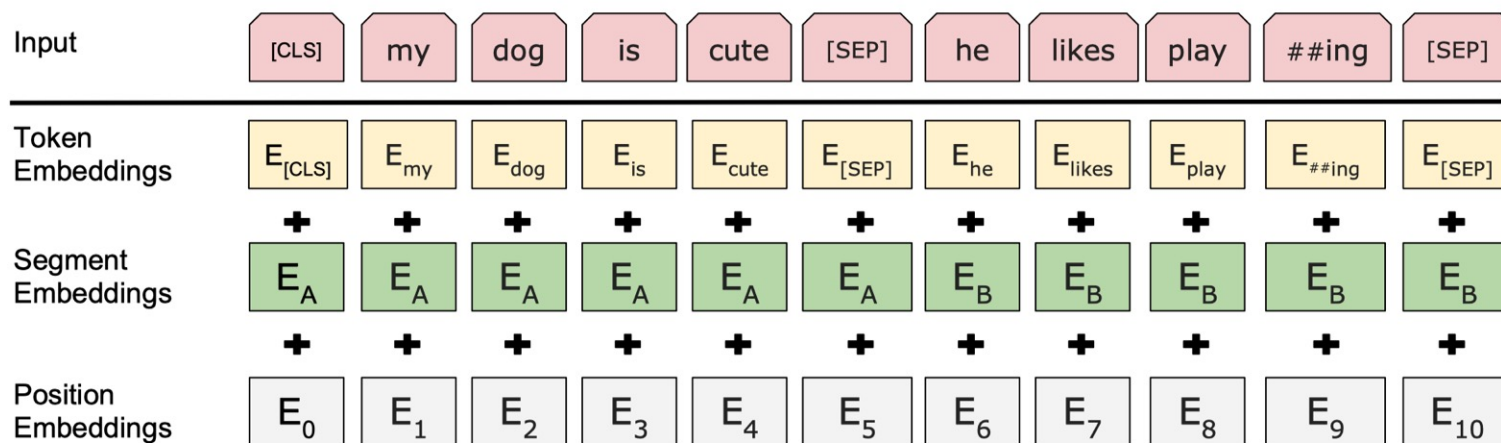 Input [CLS] my dog is cute [SEP] he likes play ##ing [SEP]
Token Embeddings E[CLS] Emy Edog Eis Ecute E[SEP] Ehe Elikes Eplay E##ing E[SEP]
+ + + + + + + + + + +
Segment Embeddings EA EA EA EA EA EA EB EB EB EB EB
+ + + + + + + + + + +
Position Embeddings E0 E1 E2 E3 E4 E5 E6 E7 E8 E9 E10